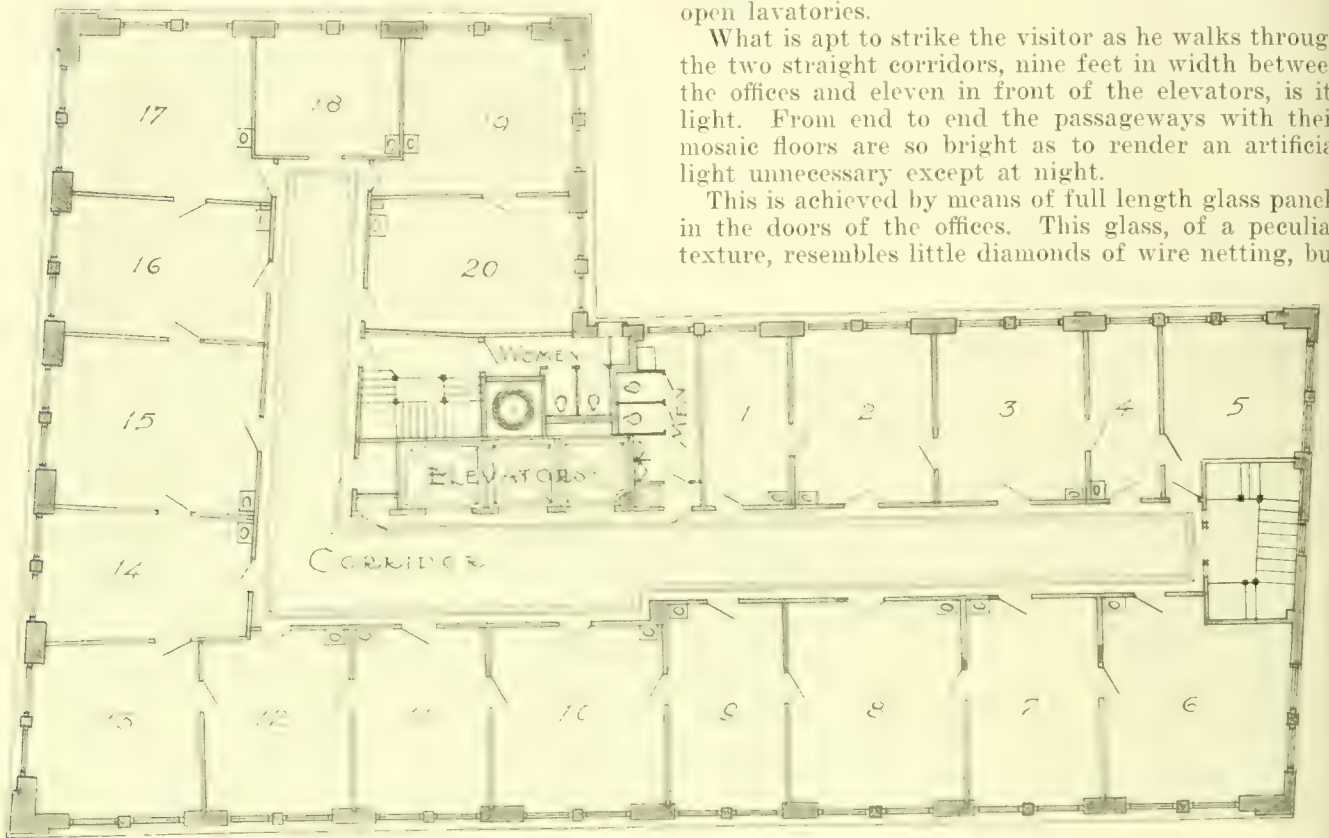 open lavatories.
What is apt to strike the visitor as he walks throug
the two straight corridors, nine feet in width betwee
the offices and eleven in front of the elevators, is it
light. From end to end the passageways with thei
mosaic floors are so bright as to render an artificia
light unnecessary except at night.
This is achieved by means of full length glass panel
in the doors of the offices. This glass, of a peculia
texture, resembles little diamonds of wire netting, bu
17
18
19
16
20
WOMEN
MEN
1
2
3
4
5
15
ELEVATORS
14
CORRIDOR
13
12
11
10
9
8
7
6